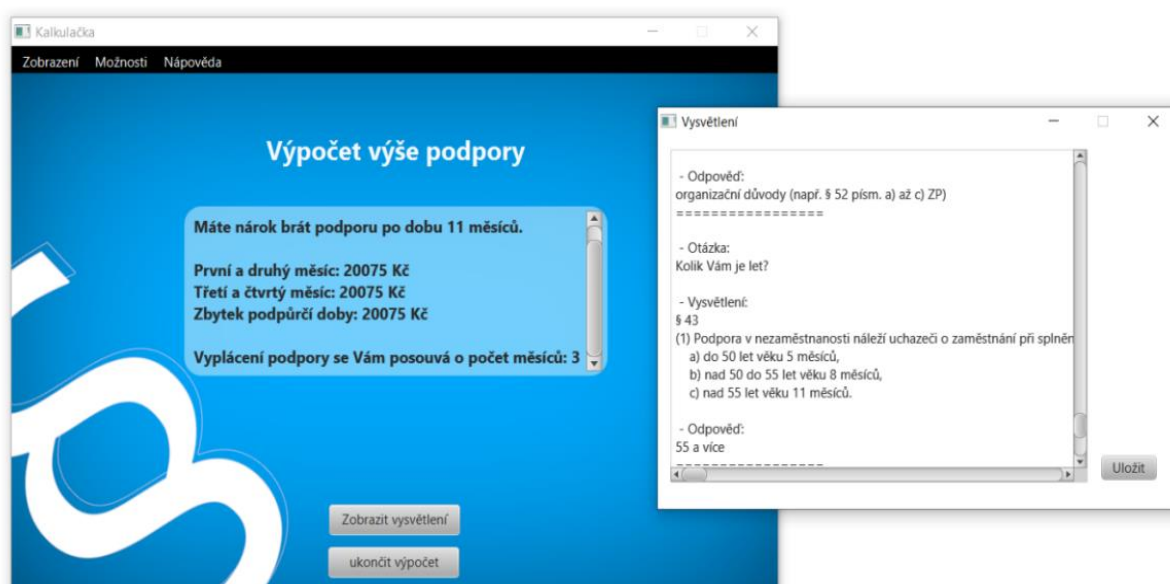 Kalkulačka
Zobrazení Možnosti Nápověda
Výpočet výše podpory
Máte nárok brát podporu po dobu 11 měsíců.
První a druhý měsíc: 20075 Kč
Třetí a čtvrtý měsíc: 20075 Kč
Zbytek podpůrčí doby: 20075 Kč
Vyplácení podpory se Vám posouvá o počet měsíců: 3
Zobrazit vysvětlení
ukončit výpočet
Vysvětlení
- Odpověď:
organizační důvody (např. § 52 písm. a) až c) ZP)
=================
- Otázka:
Kolik Vám je let?
- Vysvětlení:
§ 43
(1) Podpora v nezaměstnanosti náleží uchazeči o zaměstnání při splněn
a) do 50 let věku 5 měsíců,
b) nad 50 do 55 let věku 8 měsíců,
c) nad 55 let věku 11 měsíců.
- Odpověď:
55 a více
=================
Uložit